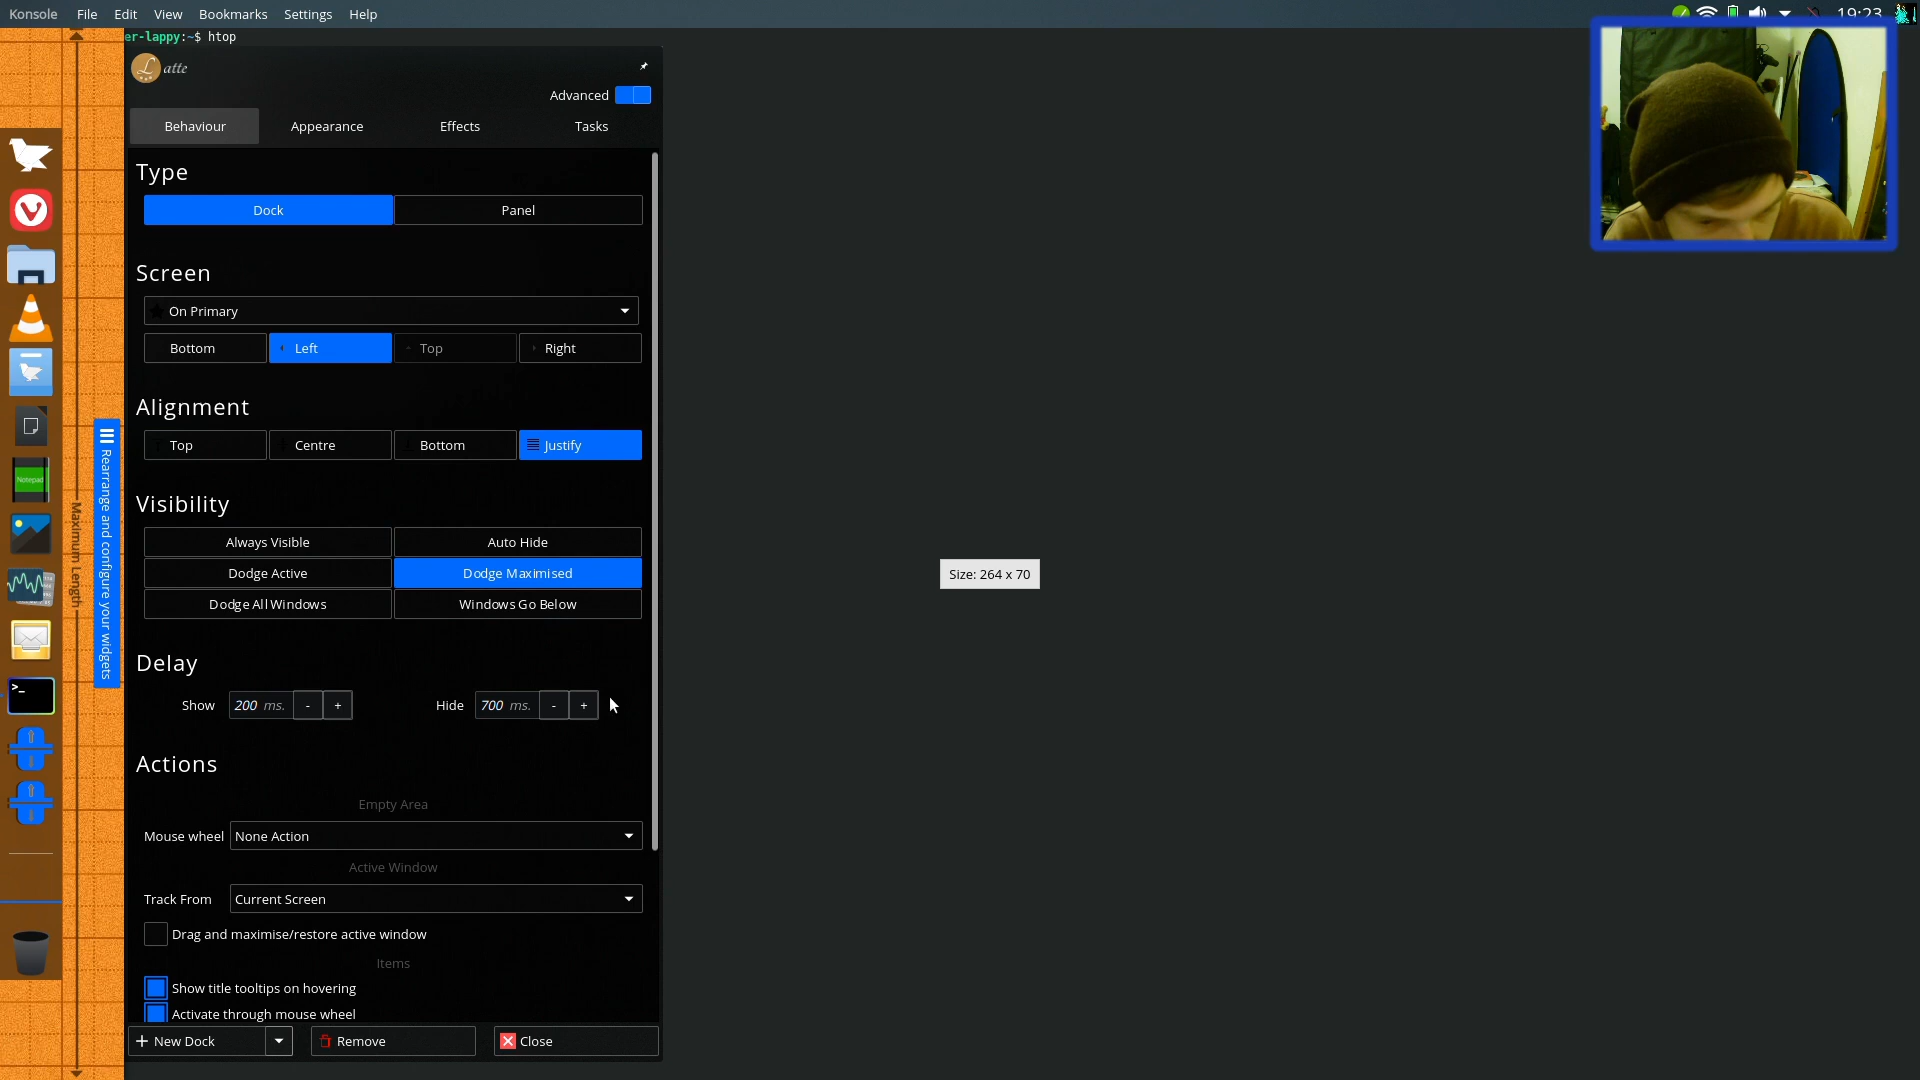 Konsole File Edit View Bookmarks Settings Help 19:23
er-lappy:~$ htop
Latte
Advanced
Behaviour Appearance Effects Tasks
Type
Dock Panel
Screen
On Primary
Bottom Left Top Right
Alignment
Top Centre Bottom Justify
Visibility
Always Visible Auto Hide
Dodge Active Dodge Maximised
Dodge All Windows Windows Go Below
Delay
Show 200 ms. - + Hide 700 ms. - +
Actions
Empty Area
Mouse wheel None Action
Active Window
Track From Current Screen
Drag and maximise/restore active window
Items
Show title tooltips on hovering
Activate through mouse wheel
+ New Dock Remove Close
Maximum Length
Rearrange and configure your widgets
Notepad
>_
Size: 264 x 70